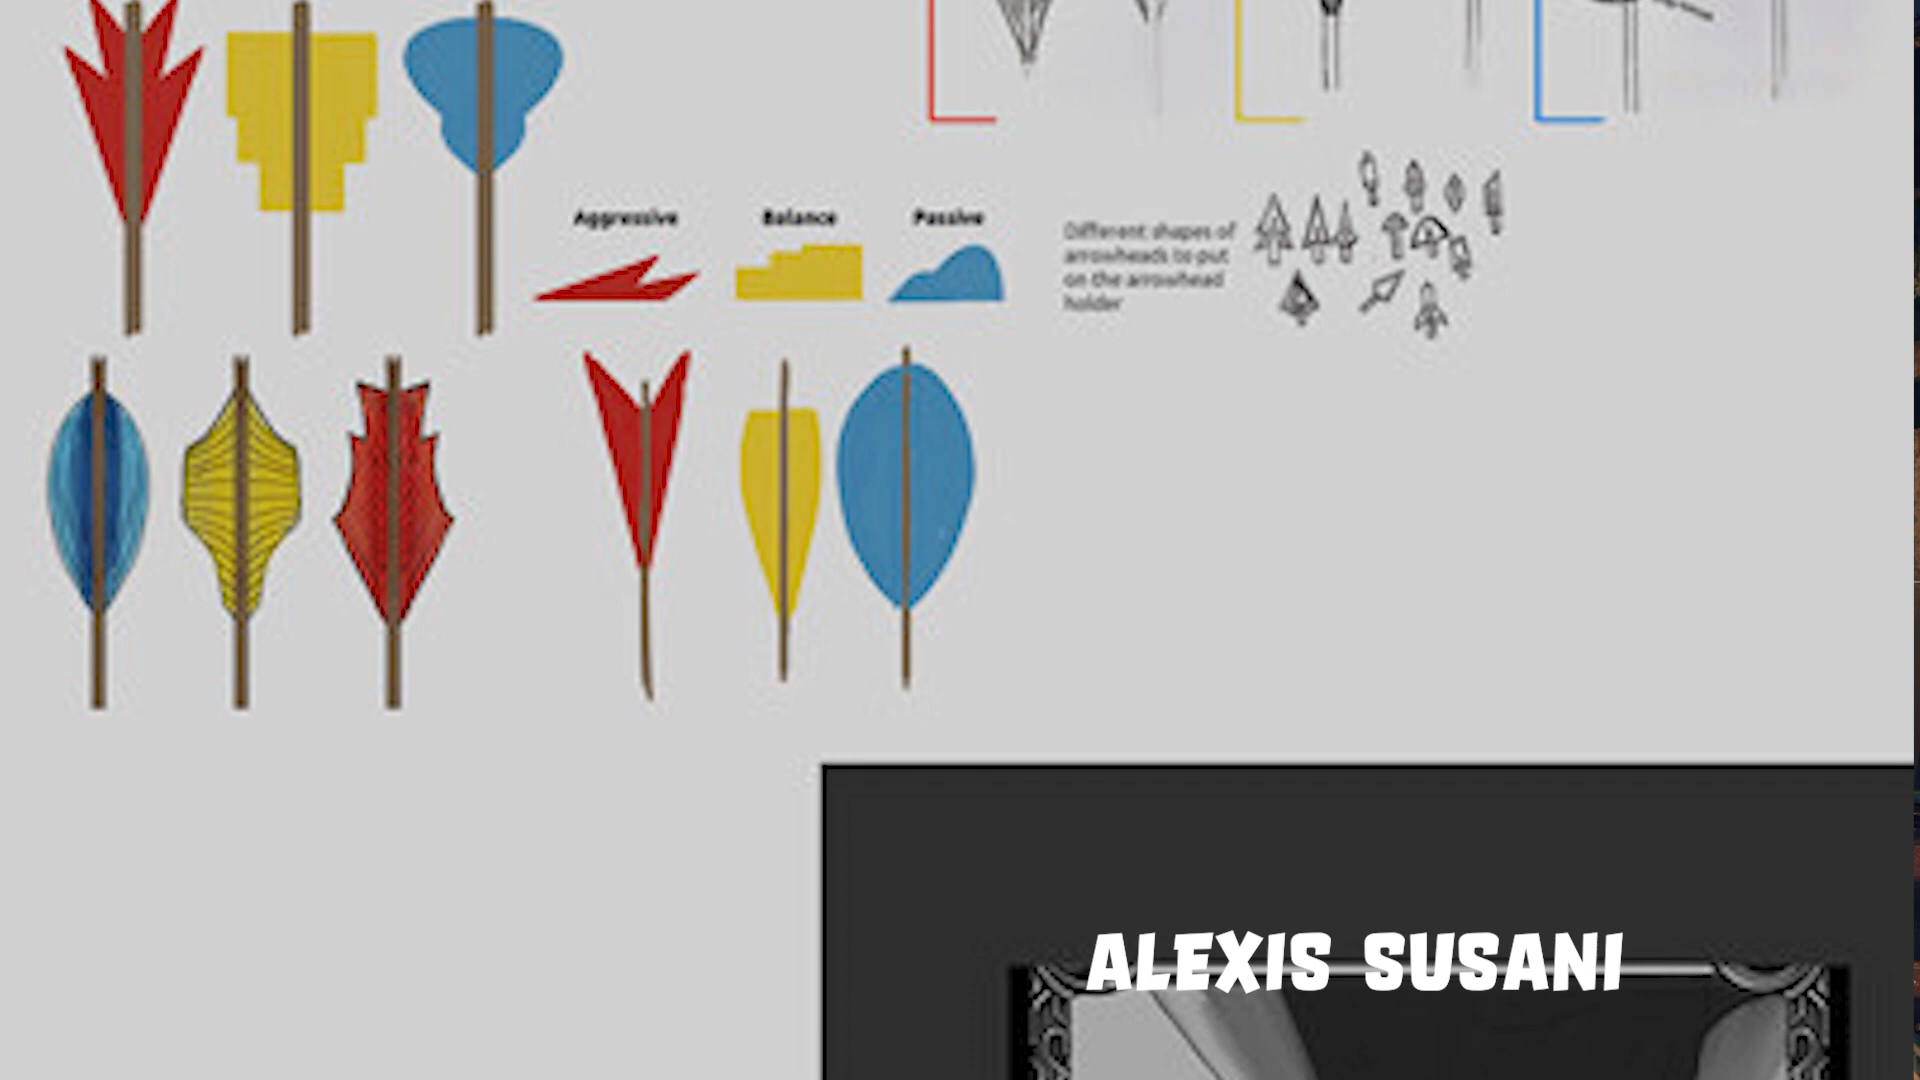 Aggressive
Balance
Passive
Different shapes of
arrowheads to put
on the arrowhead
holder
ALEXIS SUSANI